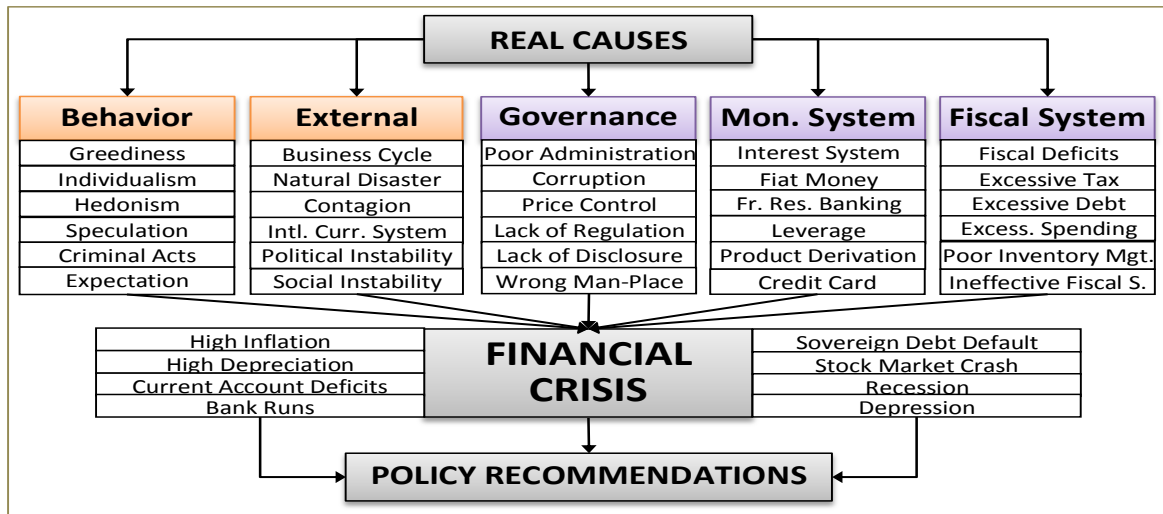 REAL CAUSES
Behavior
Greediness
Individualism
Hedonism
Speculation
Criminal Acts
Expectation
External
Business Cycle
Natural Disaster
Contagion
Intl. Curr. System
Political Instability
Social Instability
Governance
Poor Administration
Corruption
Price Control
Lack of Regulation
Lack of Disclosure
Wrong Man-Place
Mon. System
Interest System
Fiat Money
Fr. Res. Banking
Leverage
Product Derivation
Credit Card
Fiscal System
Fiscal Deficits
Excessive Tax
Excessive Debt
Excess. Spending
Poor Inventory Mgt.
Ineffective Fiscal S.
High Inflation
High Depreciation
Current Account Deficits
Bank Runs
FINANCIAL
CRISIS
Sovereign Debt Default
Stock Market Crash
Recession
Depression
POLICY RECOMMENDATIONS